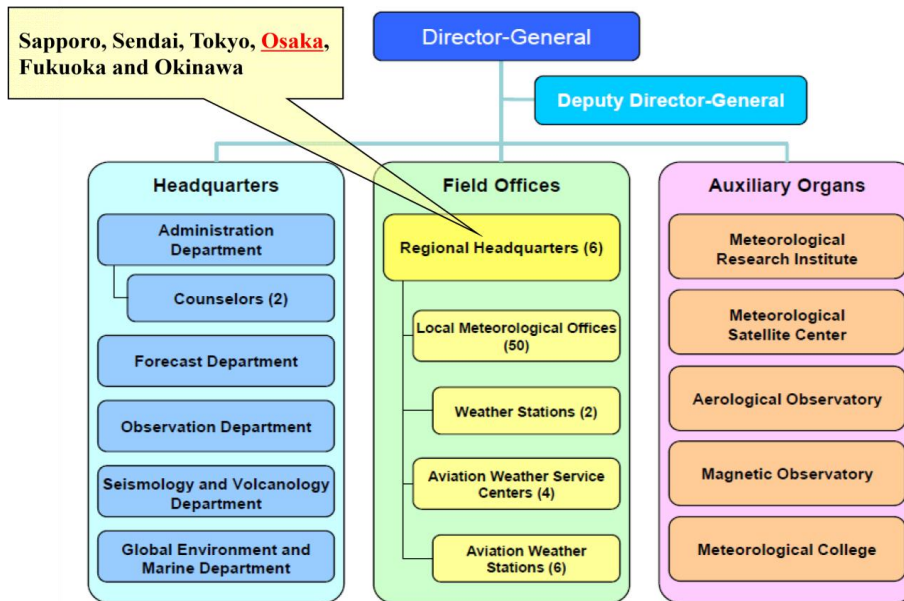 Sapporo, Sendai, Tokyo, Osaka,
Fukuoka and Okinawa
Director-General
Deputy Director-General
Headquarters
Administration
Department
Counselors (2)
Forecast Department
Observation Department
Seismology and Volcanology
Department
Global Environment and
Marine Department
Field Offices
Regional Headquarters (6)
Local Meteorological Offices
(50)
Weather Stations (2)
Aviation Weather Service
Centers (4)
Aviation Weather
Stations (6)
Auxiliary Organs
Meteorological
Research Institute
Meteorological
Satellite Center
Aerological Observatory
Magnetic Observatory
Meteorological College